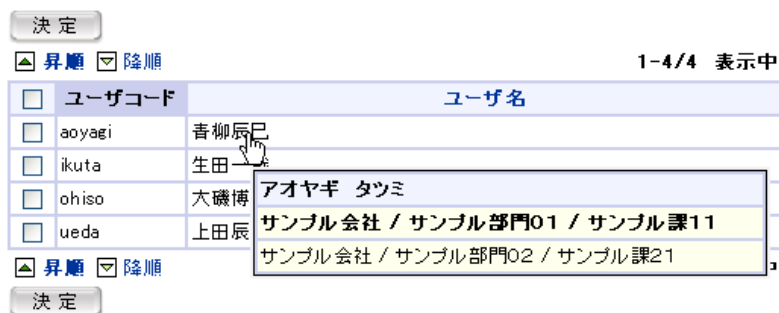 決 定
昇順 降順
1-4/4 表示中
ユーザコード ユーザ名
aoyagi 青柳辰巳
ikuta 生田一
ohiso 大磯博
ueda 上田辰
アオヤギ タツミ
サンプル会社 / サンプル部門01 / サンプル課11
サンプル会社 / サンプル部門02 / サンプル課21
昇順 降順
決 定